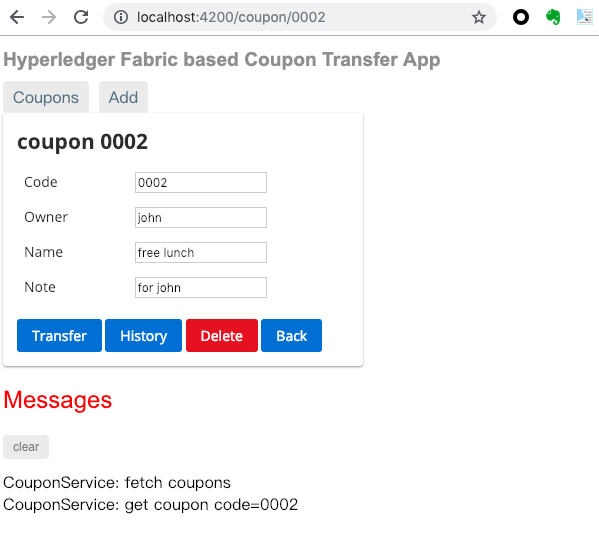 localhost:4200/coupon/0002
Hyperledger Fabric based Coupon Transfer App
Coupons Add
coupon 0002
Code 0002
Owner john
Name free lunch
Note for john
Transfer History Delete Back
Messages
clear
CouponService: fetch coupons
CouponService: get coupon code=0002